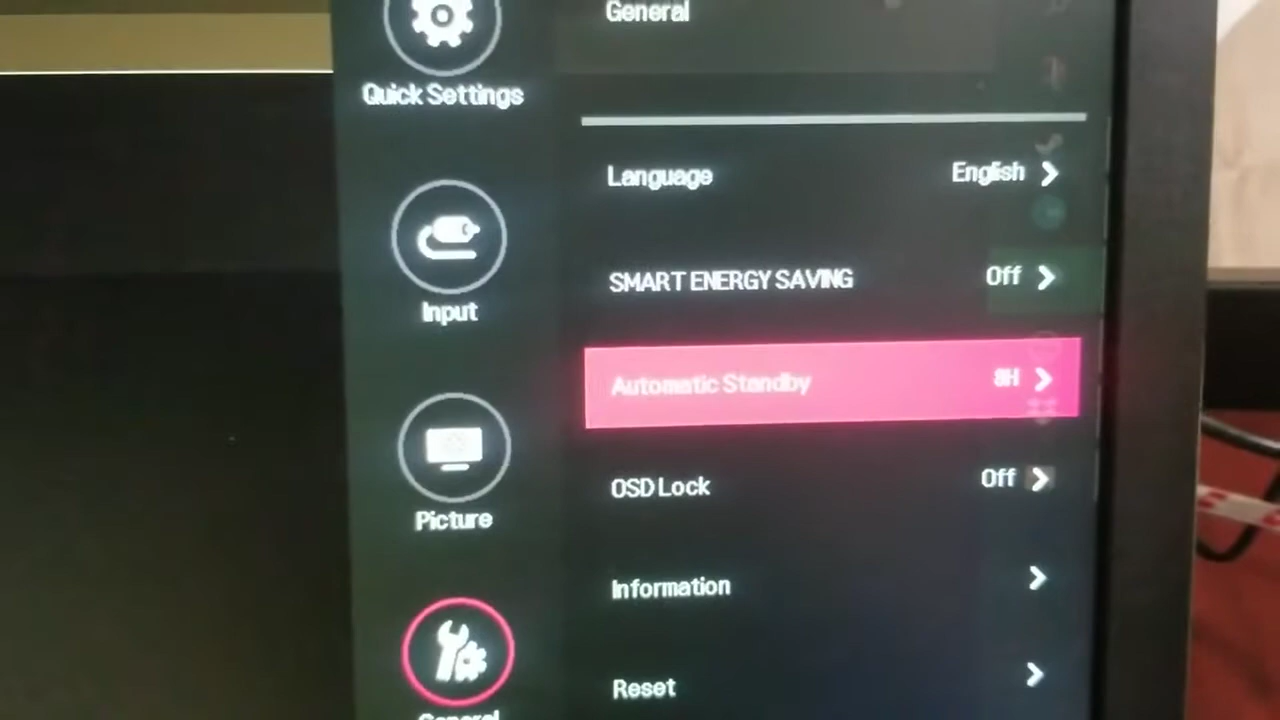 General
Quick Settings
Language English
Input
SMART ENERGY SAVING Off
Automatic Standby 8H
Picture
OSD Lock Off
Information
Reset
General